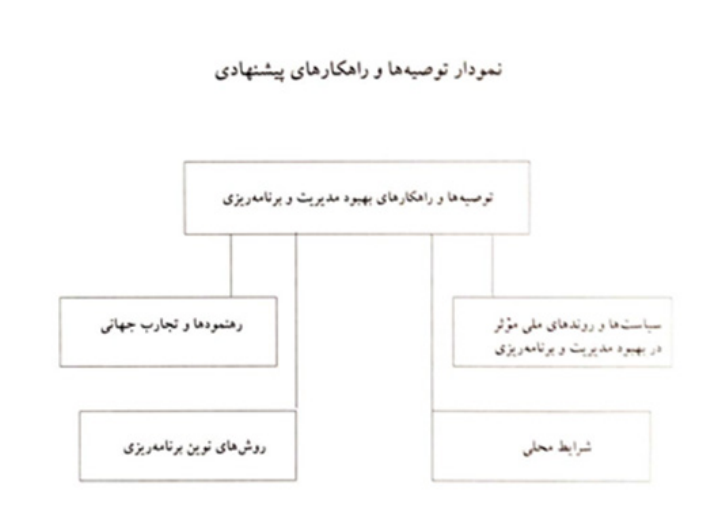 نمودار توصیه‌ها و راهکارهای پیشنهادی
توصیه‌ها و راهکارهای بهبود مدیریت و برنامه‌ریزی
سیاست‌ها و روندهای ملی مؤثر
در بهبود مدیریت و برنامه‌ریزی
رهنمودها و تجارب جهانی
شرایط محلی
روش‌های نوین برنامه‌ریزی